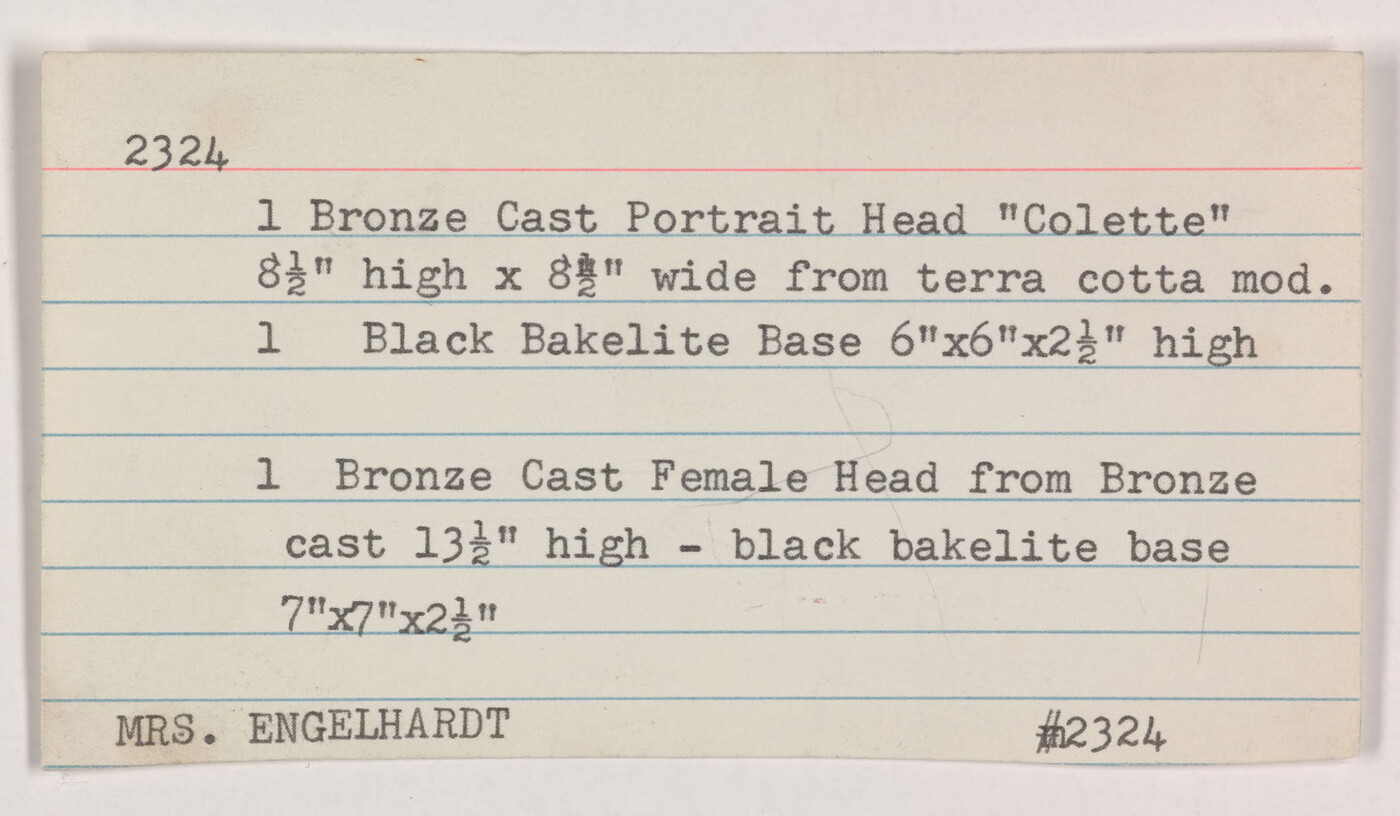 2324
1 Bronze Cast Portrait Head "Colette"
8½" high x 8½" wide from terra cotta mod.
1 Black Bakelite Base 6"x6"x2½" high
1 Bronze Cast Female Head from Bronze
cast 13½" high - black bakelite base
7"x7"x2½"
MRS. ENGELHARDT #2324